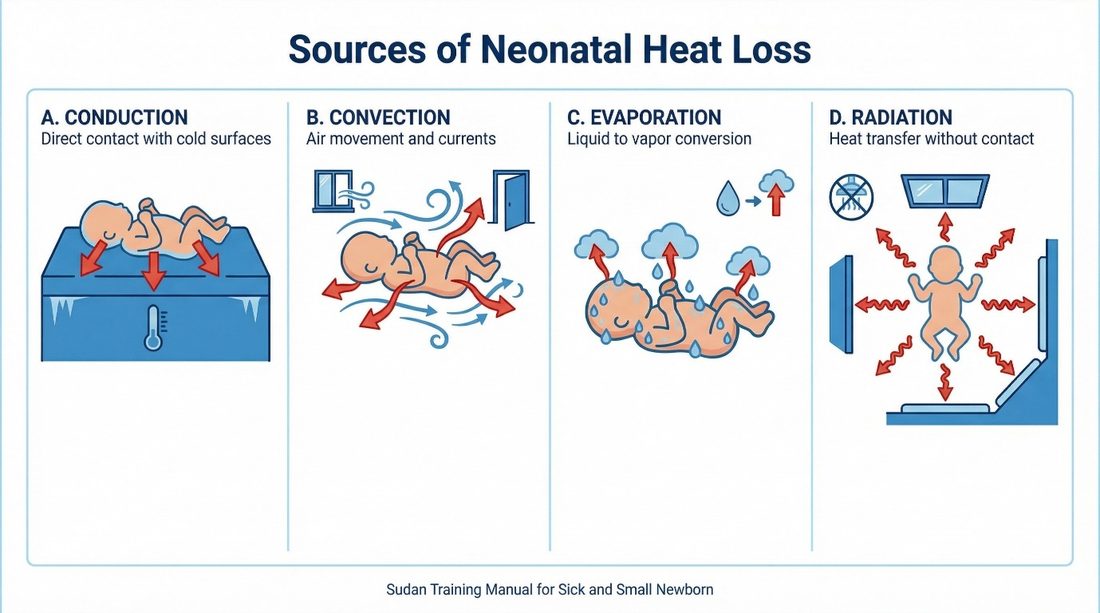 Sources of Neonatal Heat Loss
A. CONDUCTION
Direct contact with cold surfaces
B. CONVECTION
Air movement and currents
C. EVAPORATION
Liquid to vapor conversion
D. RADIATION
Heat transfer without contact
Sudan Training Manual for Sick and Small Newborn